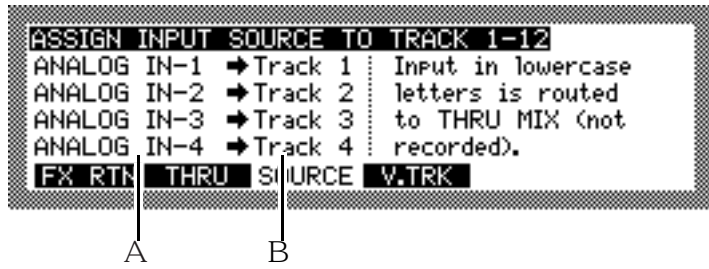 ASSIGN INPUT SOURCE TO TRACK 1-12
ANALOG IN-1 ➡Track 1
ANALOG IN-2 ➡Track 2
ANALOG IN-3 ➡Track 3
ANALOG IN-4 ➡Track 4
Input in lowercase
letters is routed
to THRU MIX (not
recorded).
FX RTN THRU SOURCE V.TRK
A B